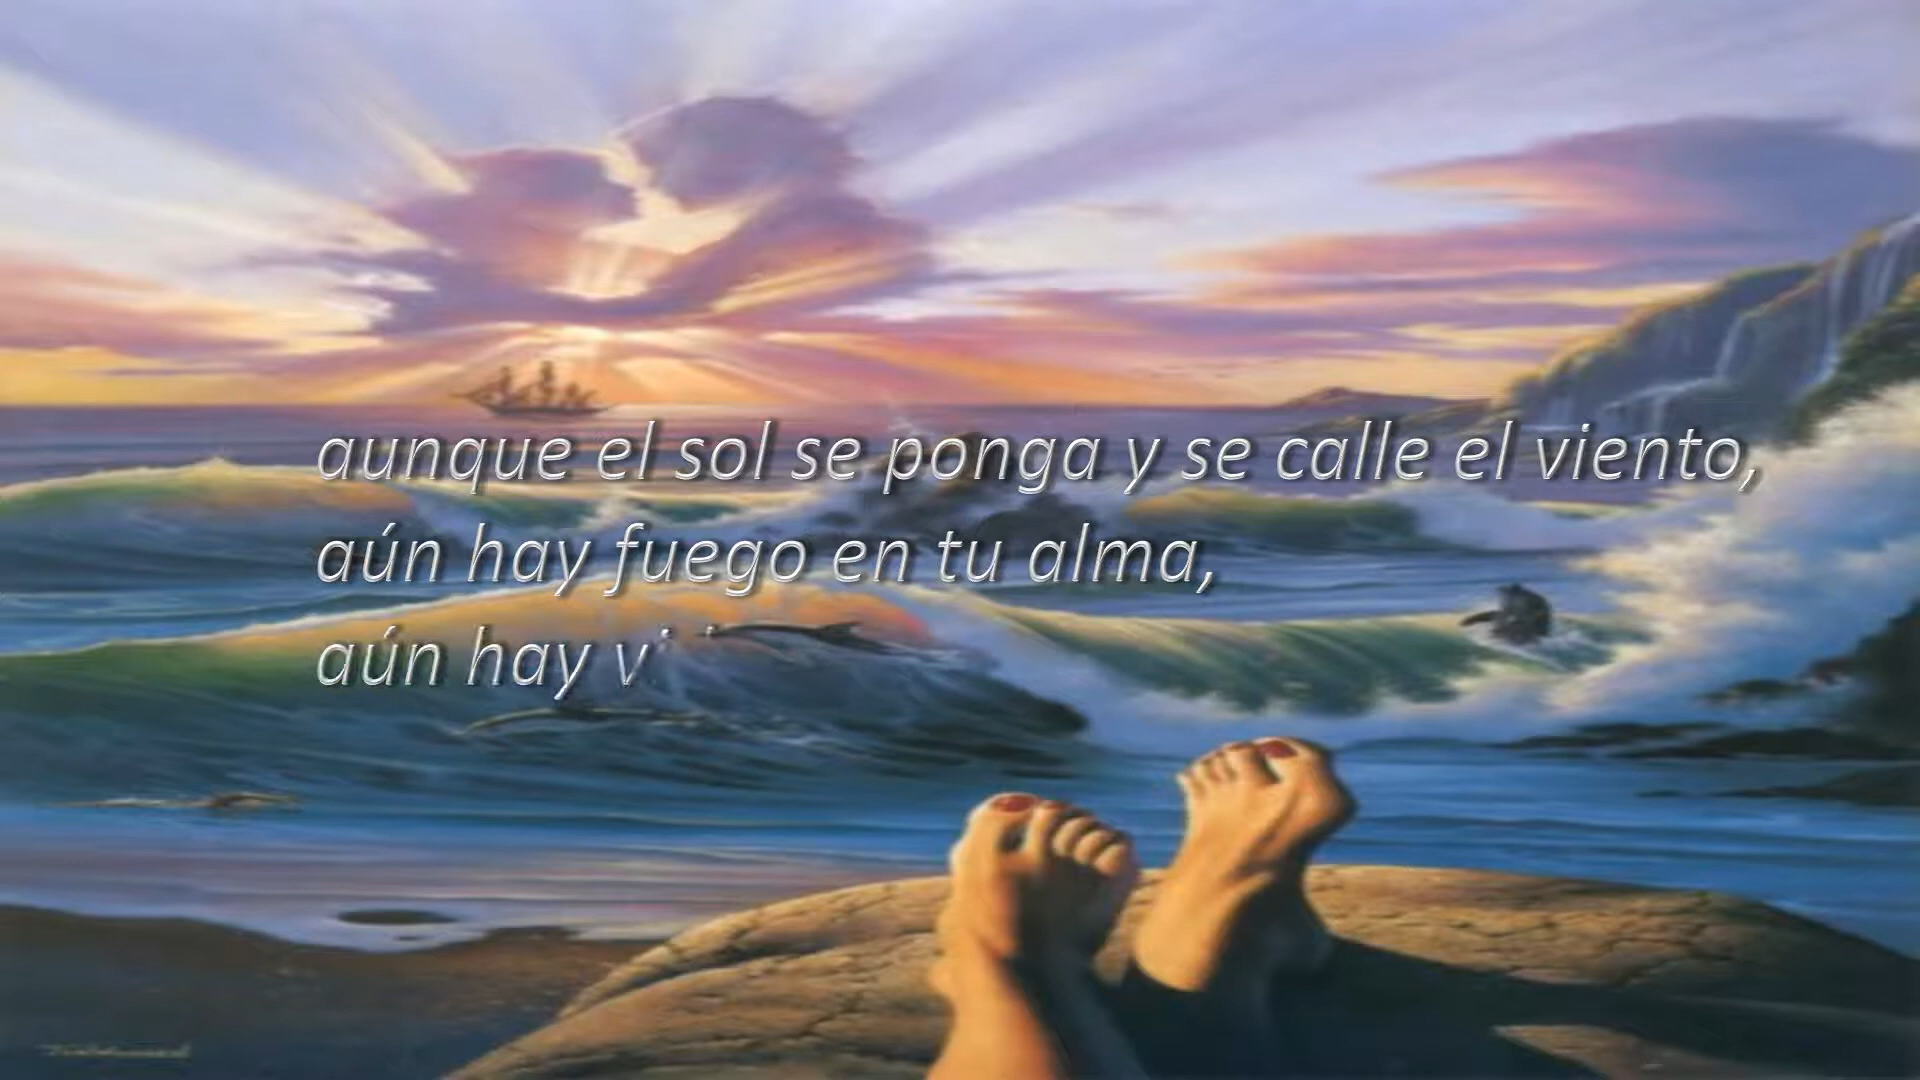 aunque el sol se ponga y se calle el viento,
aún hay fuego en tu alma,
aún hay v